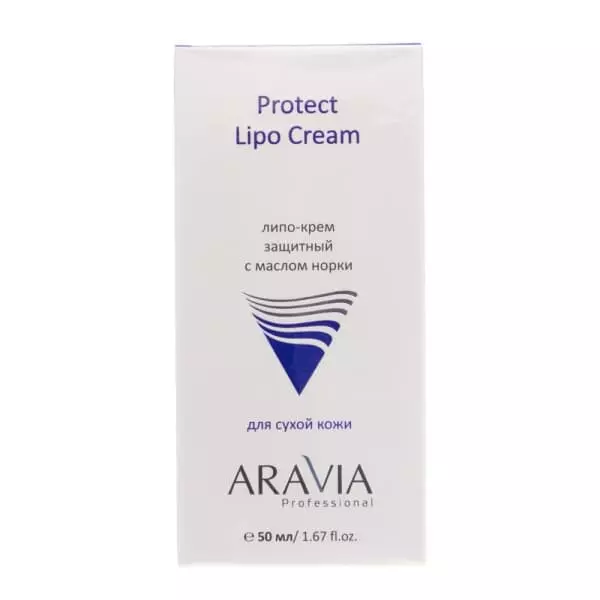 Protect
Lipo Cream
липо-крем
защитный
с маслом норки
для сухой кожи
ARAVIA
Professional
℮ 50 мл/ 1.67 fl.oz.